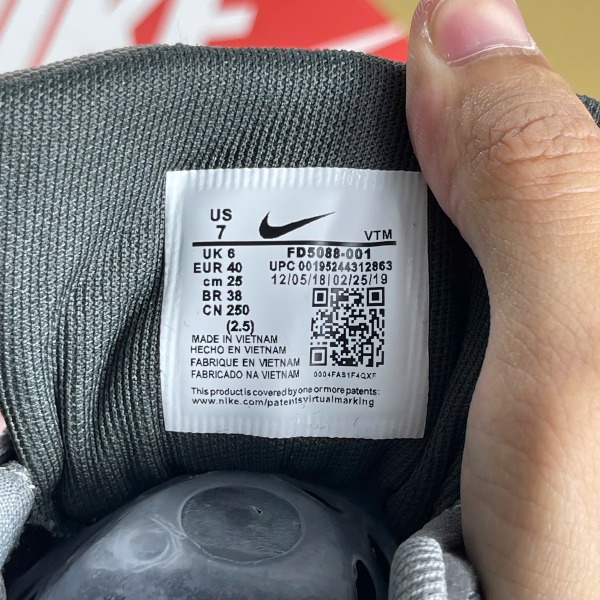 NIKE
US
7
VTM
UK 6
FD5088-001
EUR 40
UPC 00195244312863
cm 25
12/05/18/02/25/19
BR 38
CN 250
(2.5)
MADE IN VIETNAM
HECHO EN VIETNAM
FABRIQUE EN VIETNAM
FABRICADO NA VIETNAM
0004FAS1F4QXF
This product is covered by one or more patents:
www.nike.com/patentsvirtualmarking